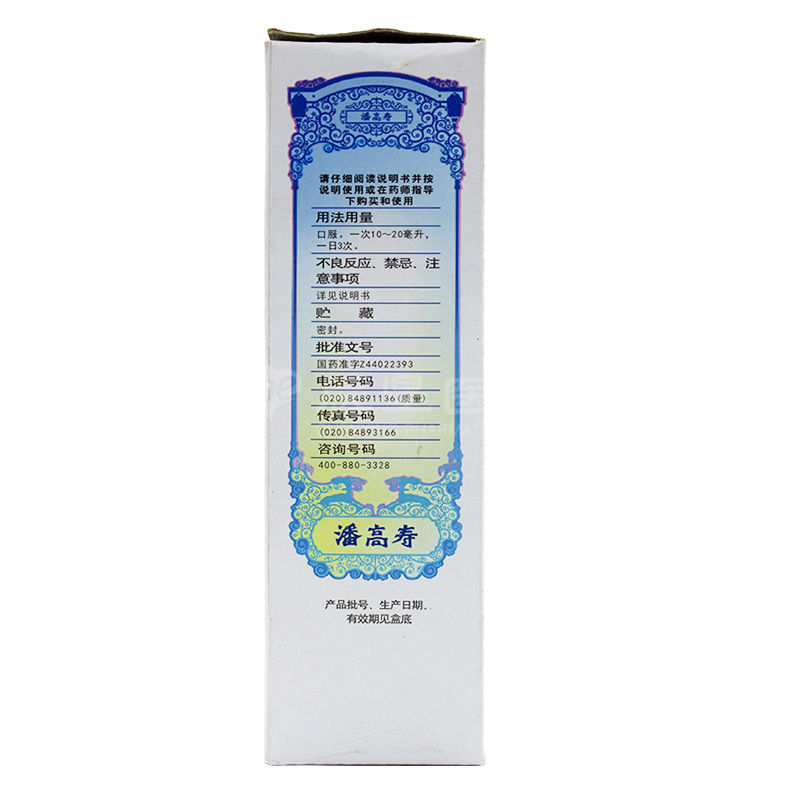 潘高寿
请仔细阅读说明书并按
说明使用或在药师指导
下购买和使用
用法用量
口服。一次10～20毫升，
一日3次。
不良反应、禁忌、注
意事项
详见说明书
贮　藏
密封。
批准文号
国药准字Z44022393
电话号码
(020)84891136(质量)
传真号码
(020)84893166
咨询号码
400-880-3328
潘高寿
产品批号、生产日期、
有效期见盒底